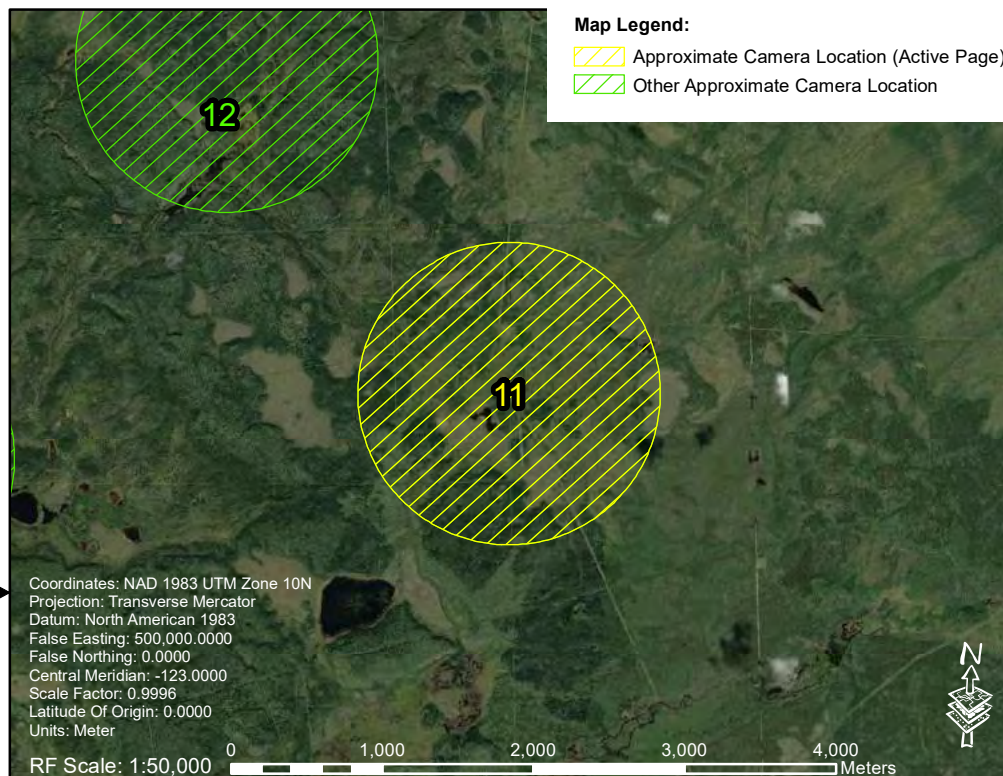 Map Legend:
Approximate Camera Location (Active Page)
Other Approximate Camera Location
12
11
Coordinates: NAD 1983 UTM Zone 10N
Projection: Transverse Mercator
Datum: North American 1983
False Easting: 500,000.0000
False Northing: 0.0000
Central Meridian: -123.0000
Scale Factor: 0.9996
Latitude Of Origin: 0.0000
Units: Meter
RF Scale: 1:50,000
0 1,000 2,000 3,000 4,000
Meters
N